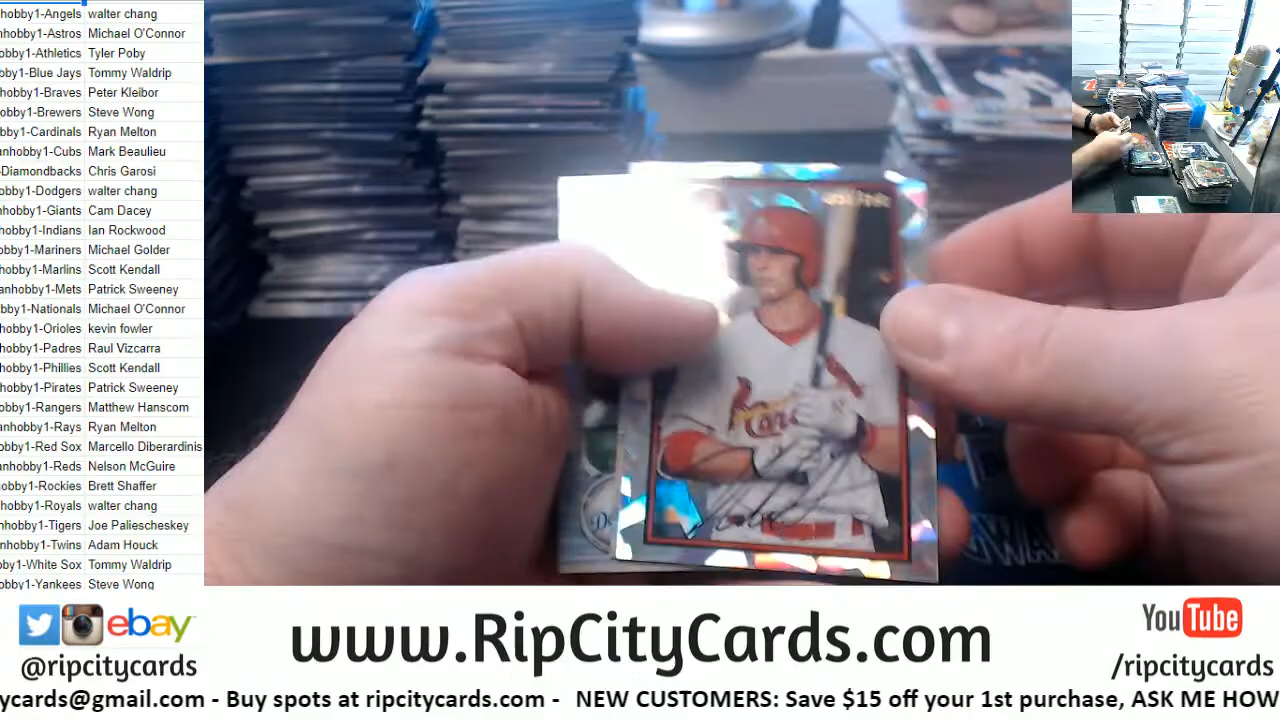 hobby1-Angels walter chang
nhobby1-Astros Michael O'Connor
obby1-Athletics Tyler Poby
bby1-Blue Jays Tommy Waldrip
hobby1-Braves Peter Kleibor
obby1-Brewers Steve Wong
bby1-Cardinals Ryan Melton
anhobby1-Cubs Mark Beaulieu
-Diamondbacks Chris Garosi
obby1-Dodgers walter chang
nhobby1-Giants Cam Dacey
hobby1-Indians Ian Rockwood
obby1-Mariners Michael Golder
hobby1-Marlins Scott Kendall
anhobby1-Mets Patrick Sweeney
bby1-Nationals Michael O'Connor
hobby1-Orioles kevin fowler
hobby1-Padres Raul Vizcarra
hobby1-Phillies Scott Kendall
hobby1-Pirates Patrick Sweeney
obby1-Rangers Matthew Hanscom
anhobby1-Rays Ryan Melton
obby1-Red Sox Marcello Diberardinis
anhobby1-Reds Nelson McGuire
obby1-Rockies Brett Shaffer
hobby1-Royals walter chang
nhobby1-Tigers Joe Paliescheskey
nhobby1-Twins Adam Houck
bby1-White Sox Tommy Waldrip
obby1-Yankees Steve Wong
ebay
@ripcitycards
www.RipCityCards.com
YouTube
/ripcitycards
ycards@gmail.com - Buy spots at ripcitycards.com - NEW CUSTOMERS: Save $15 off your 1st purchase, ASK ME HOW